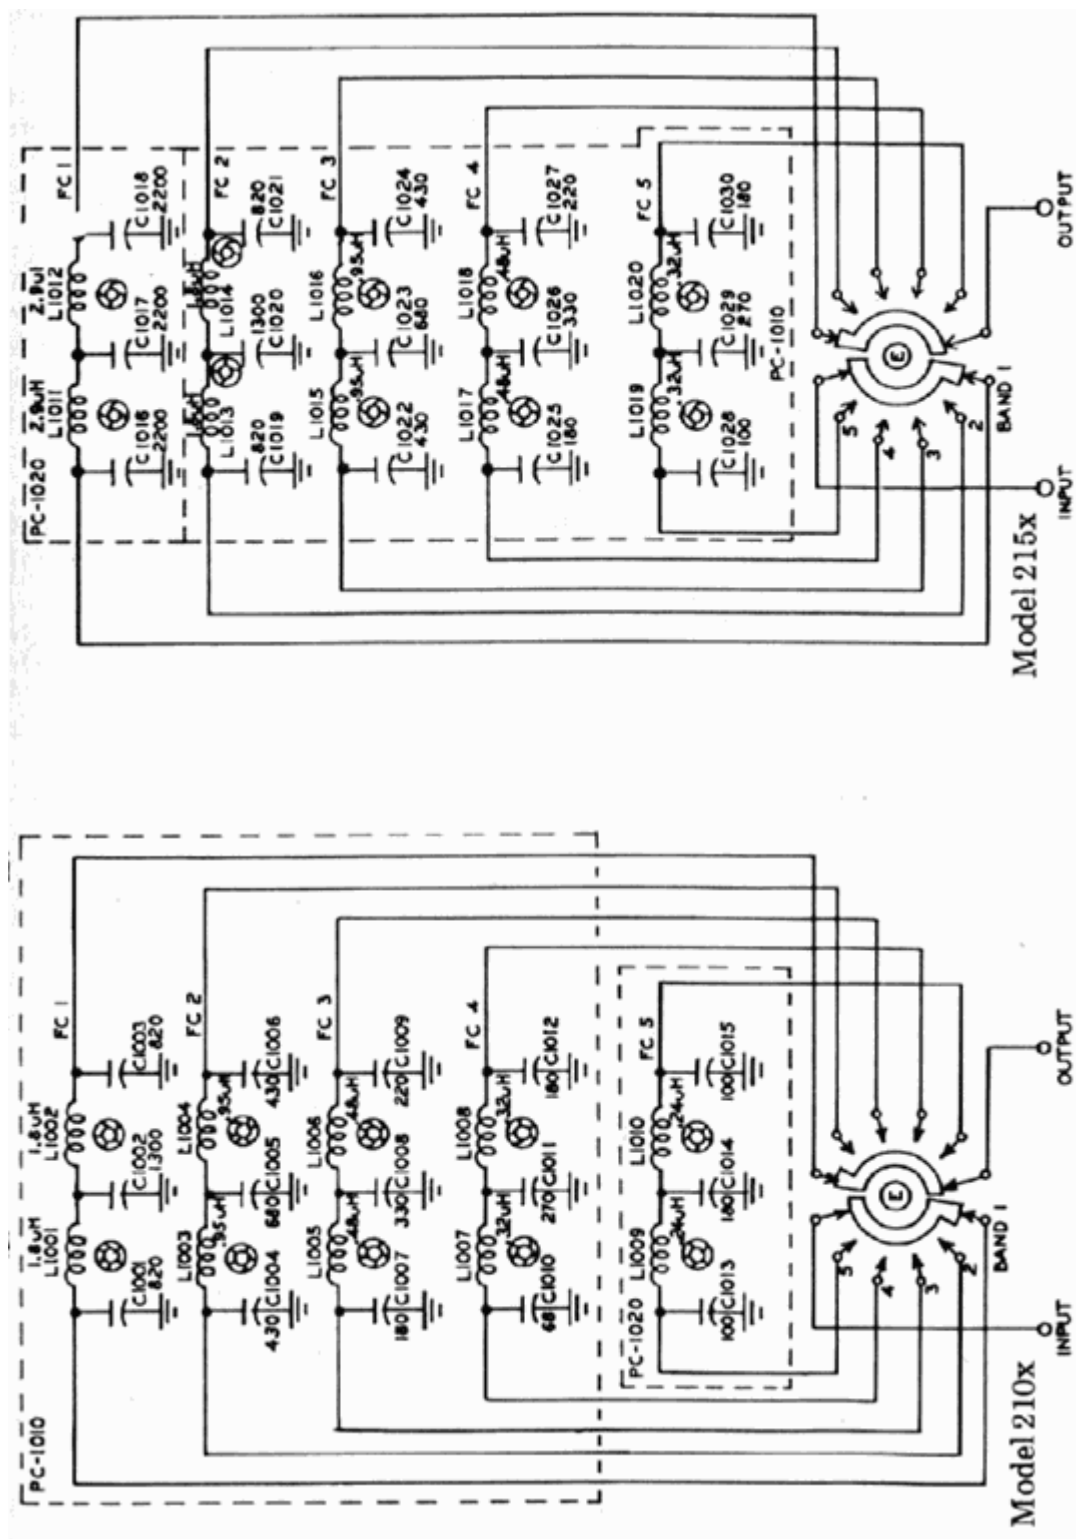 PC-1020
2.9uH
L1011
L1012
FC 1
C1016
2200
C1017
2200
C1018
2200
FC 2
L1013
L1014
820
C1019
1300
C1020
820
C1021
FC 3
L1015
.95uH
L1016
.95uH
C1022
430
C1023
680
C1024
430
FC 4
L1017
.48uH
L1018
.48uH
C1025
180
C1026
330
C1027
220
FC 5
L1019
.32uH
L1020
.32uH
C1028
100
C1029
270
C1030
180
PC-1010
E
5
4
3
2
BAND 1
INPUT
OUTPUT
Model 215x
PC-1010
1.8uH
L1001
1.8uH
L1002
FC 1
C1001
820
C1002
1300
C1003
820
FC 2
L1003
.95uH
L1004
.95uH
430 C1004
680 C1005
430 C1006
FC 3
L1005
.48uH
L1006
.48uH
180 C1007
330 C1008
220 C1009
FC 4
L1007
.32uH
L1008
.32uH
68 C1010
270 C1011
180 C1012
PC-1020
FC 5
L1009
L1010
.24uH
100 C1013
180 C1014
100 C1015
E
5
4
3
2
BAND 1
INPUT
OUTPUT
Model 210x